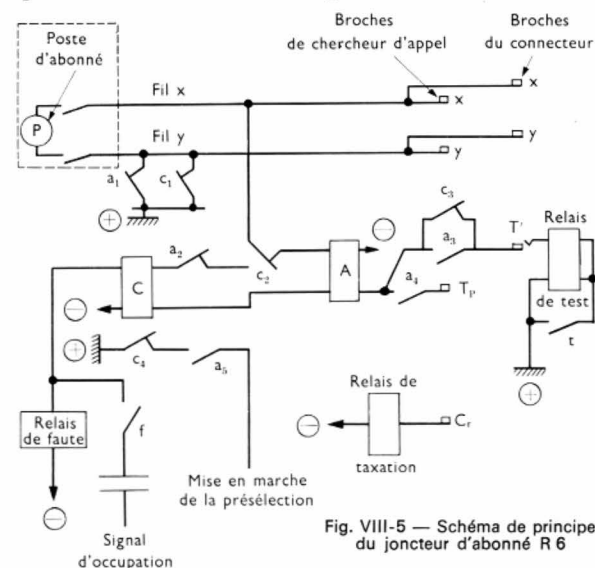 Poste
d'abonné
P
Fil x
Fil y
Broches
de chercheur d'appel
Broches
du connecteur
x
x
y
y
a₁
c₁
+
c₃
a₃
T'
Relais
de test
t
+
−
a₂
c₂
A
C
a₄
Tₚ
−
+
c₄
a₅
Relais
de faute
f
−
Relais de
taxation
−
Cᵣ
Mise en marche
de la présélection
Signal
d'occupation
Fig. VIII-5 — Schéma de principe
du joncteur d'abonné R 6